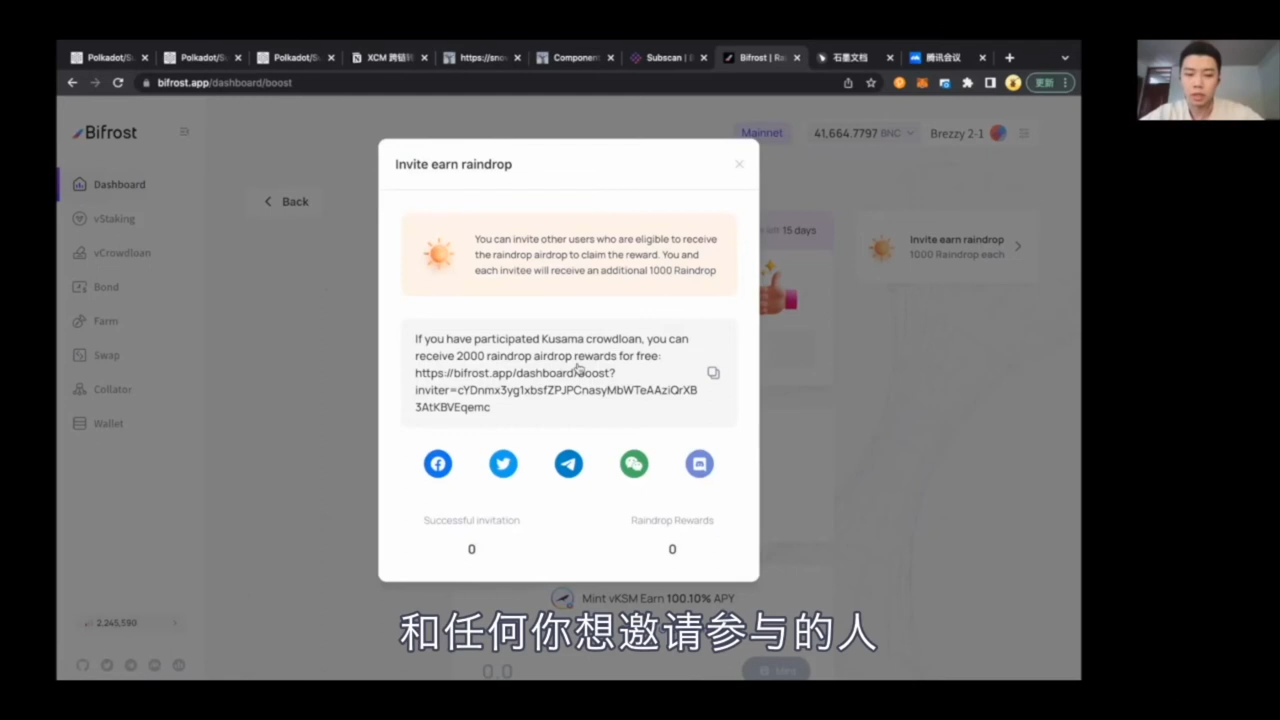 Polkadot/S
Polkadot/S
Polkadot/S
XCM 跨链转
https://sno
Component
Subscan |
Bifrost | Ra
石墨文档
腾讯会议
bifrost.app/dashboard/boost
更新
Bifrost
Mainnet
41,664.7797 BNC
Brezzy 2-1
Dashboard
vStaking
vCrowdloan
Bond
Farm
Swap
Collator
Wallet
2,245,590
Back
left 15 days
Invite earn raindrop
1000 Raindrop each
Invite earn raindrop
You can invite other users who are eligible to receive
the raindrop airdrop to claim the reward. You and
each invitee will receive an additional 1000 Raindrop
If you have participated Kusama crowdloan, you can
receive 2000 raindrop airdrop rewards for free:
https://bifrost.app/dashboard/boost?
inviter=cYDnmx3yg1xbsfZPJPCnasyMbWTeAAziQrXB
3AtKBVEqemc
Successful invitation
Raindrop Rewards
0
0
Mint vKSM Earn 100.10% APY
和任何你想邀请参与的人
0.0
Mint